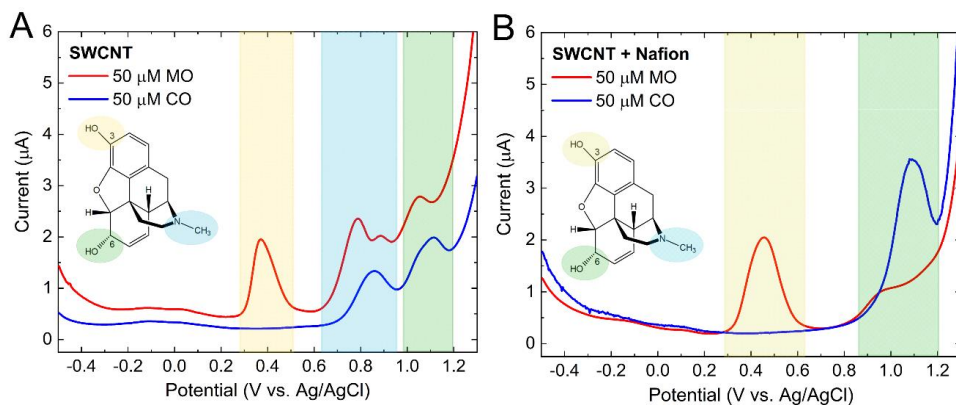 A
SWCNT
50 μM MO
50 μM CO
HO
3
O
H
H
N
CH₃
HO
6
Current (μA)
6
5
4
3
2
1
0
-0.4 -0.2 0.0 0.2 0.4 0.6 0.8 1.0 1.2
Potential (V vs. Ag/AgCl)
B
SWCNT + Nafion
50 μM MO
50 μM CO
HO
3
O
H
H
N
CH₃
HO
6
Current (μA)
6
5
4
3
2
1
0
-0.4 -0.2 0.0 0.2 0.4 0.6 0.8 1.0 1.2
Potential (V vs. Ag/AgCl)